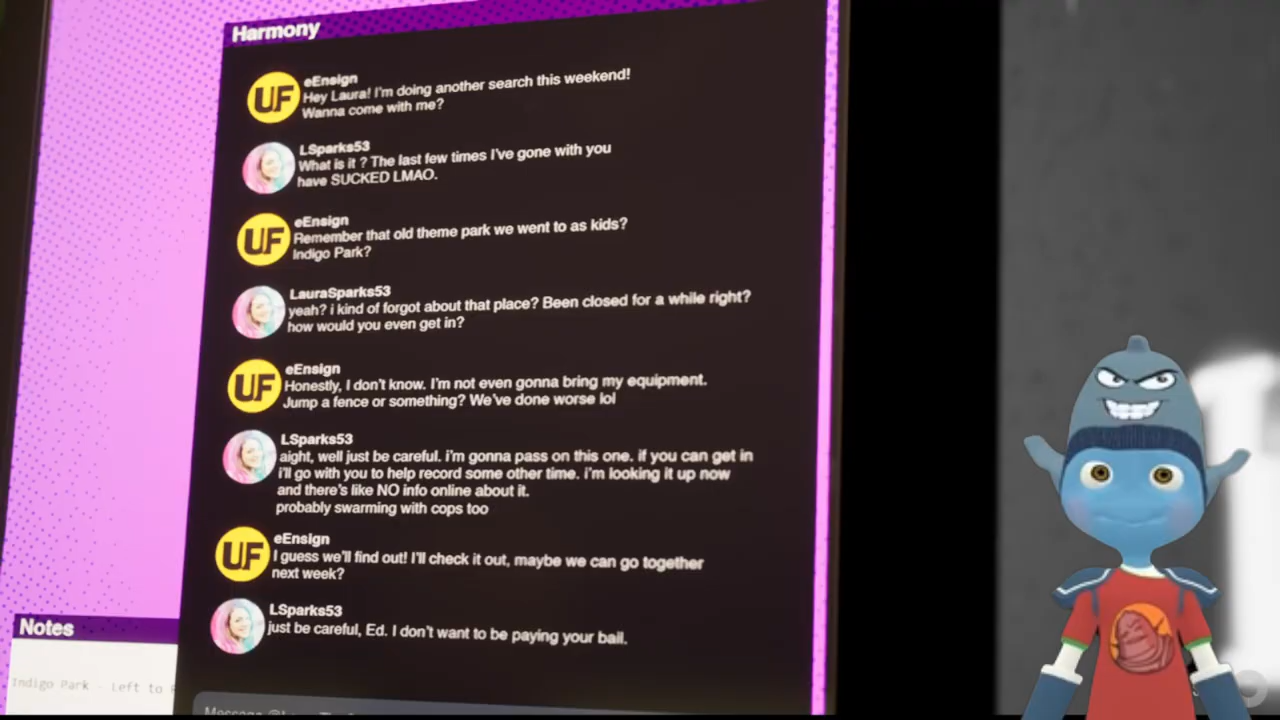 Harmony
UF
eEnsign
Hey Laura! I'm doing another search this weekend!
Wanna come with me?
LSparks53
What is it ? The last few times I've gone with you
have SUCKED LMAO.
UF
eEnsign
Remember that old theme park we went to as kids?
Indigo Park?
LauraSparks53
yeah? i kind of forgot about that place? Been closed for a while right?
how would you even get in?
UF
eEnsign
Honestly, I don't know. I'm not even gonna bring my equipment.
Jump a fence or something? We've done worse lol
LSparks53
aight, well just be careful. i'm gonna pass on this one. if you can get in
i'll go with you to help record some other time. i'm looking it up now
and there's like NO info online about it.
probably swarming with cops too
UF
eEnsign
I guess we'll find out! I'll check it out, maybe we can go together
next week?
LSparks53
just be careful, Ed. I don't want to be paying your bail.
Notes
Indigo Park - Left to
Message